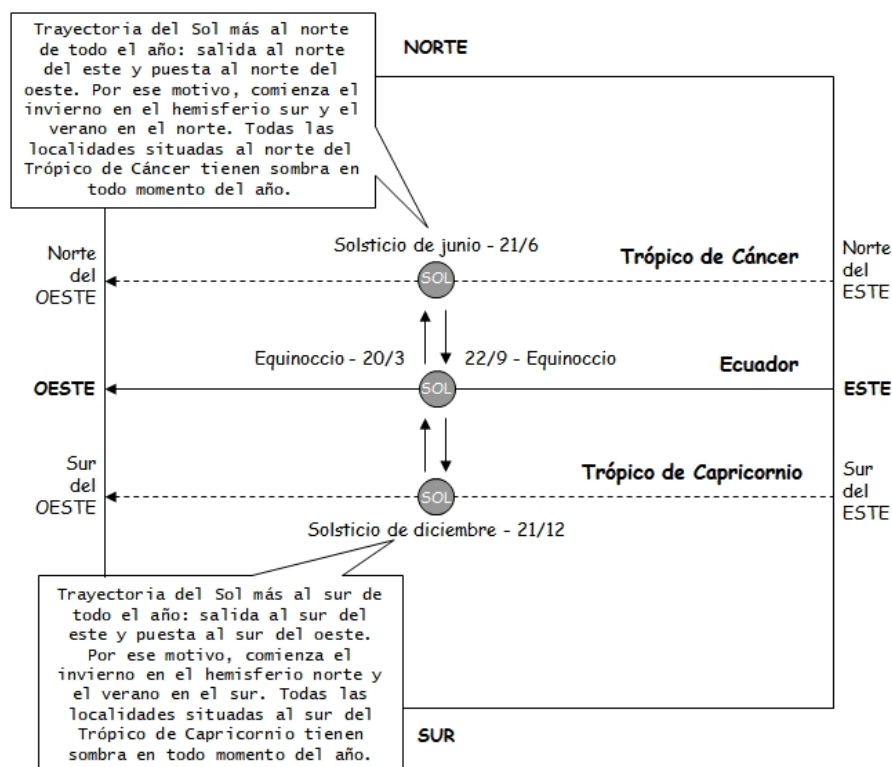 Trayectoria del Sol más al norte
de todo el año: salida al norte
del este y puesta al norte del
oeste. Por ese motivo, comienza el
invierno en el hemisferio sur y el
verano en el norte. Todas las
localidades situadas al norte del
Trópico de Cáncer tienen sombra en
todo momento del año.
NORTE
Solsticio de junio - 21/6
Norte
del
OESTE
SOL
Trópico de Cáncer
Norte
del
ESTE
Equinoccio - 20/3
22/9 - Equinoccio
OESTE
SOL
Ecuador
ESTE
Sur
del
OESTE
SOL
Trópico de Capricornio
Sur
del
ESTE
Solsticio de diciembre - 21/12
Trayectoria del Sol más al sur de
todo el año: salida al sur del
este y puesta al sur del oeste.
Por ese motivo, comienza el
invierno en el hemisferio norte y
el verano en el sur. Todas las
localidades situadas al sur del
Trópico de Capricornio tienen
sombra en todo momento del año.
SUR